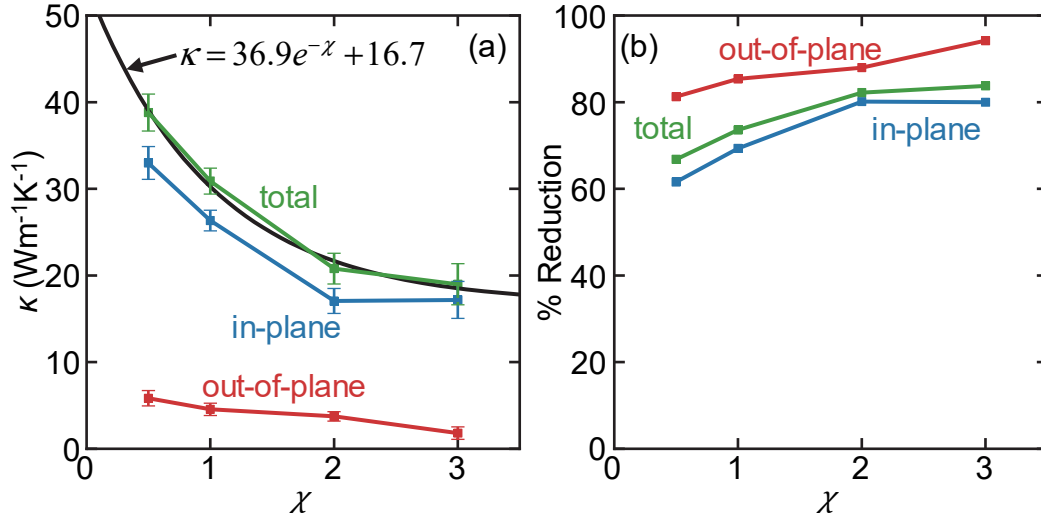 50
40
30
20
10
0
κ (Wm⁻¹K⁻¹)
κ = 36.9e^{-χ} + 16.7
(a)
total
in-plane
out-of-plane
0 1 2 3
χ
100
80
60
40
20
0
% Reduction
(b)
out-of-plane
total
in-plane
0 1 2 3
χ